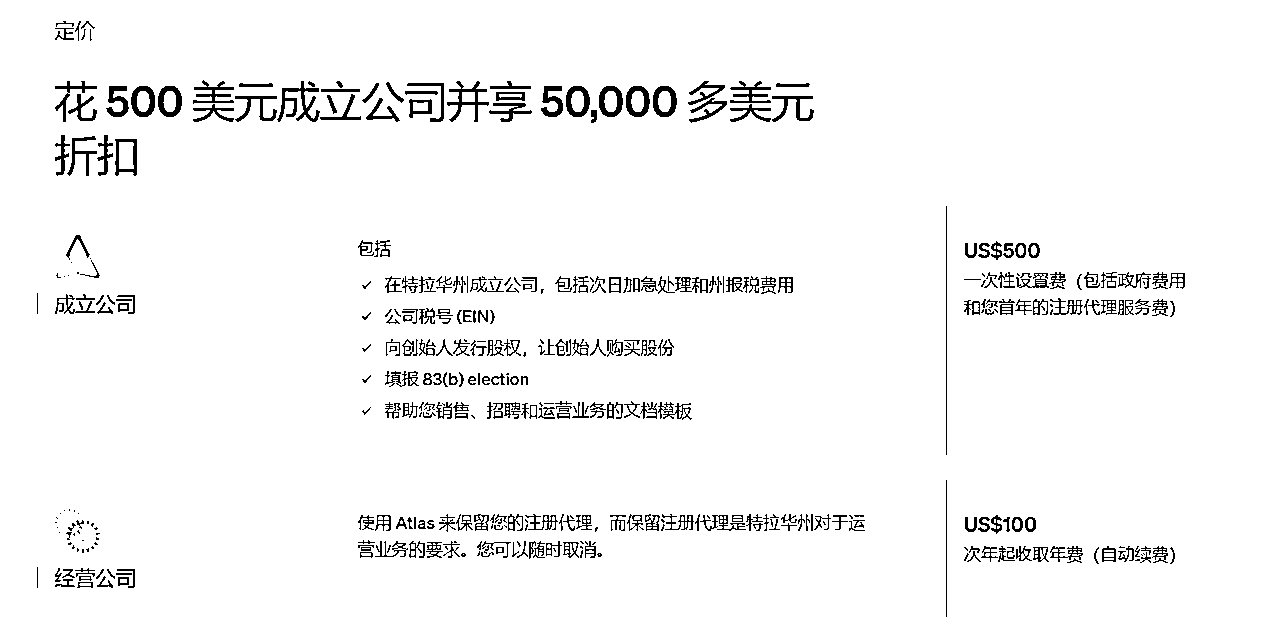 定价
花 500 美元成立公司并享 50,000 多美元
折扣
成立公司
包括
在特拉华州成立公司，包括次日加急处理和州报税费用
公司税号 (EIN)
向创始人发行股权，让创始人购买股份
填报 83(b) election
帮助您销售、招聘和运营业务的文档模板
US$500
一次性设置费（包括政府费用
和您首年的注册代理服务费）
经营公司
使用 Atlas 来保留您的注册代理，而保留注册代理是特拉华州对于运
营业务的要求。您可以随时取消。
US$100
次年起收取年费（自动续费）